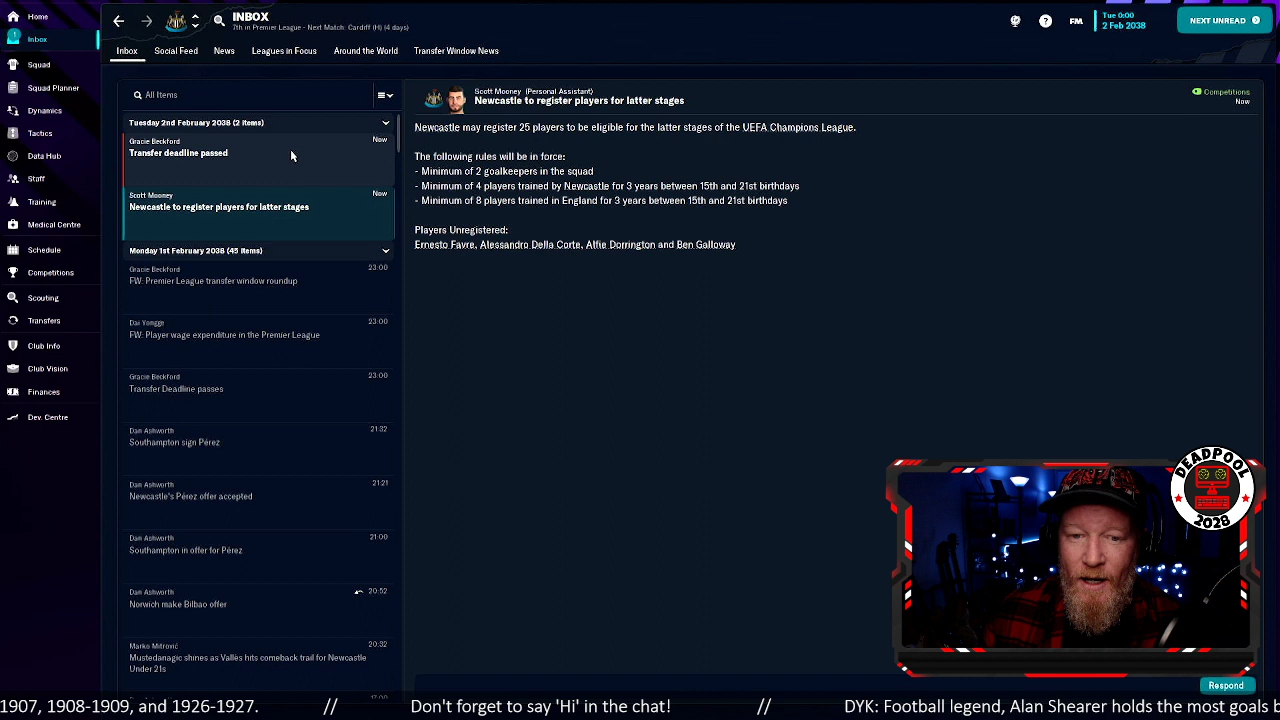 Home
Inbox
Squad
Squad Planner
Dynamics
Tactics
Data Hub
Staff
Training
Medical Centre
Schedule
Competitions
Scouting
Transfers
Club Info
Club Vision
Finances
Dev. Centre
INBOX
7th in Premier League - Next Match: Cardiff (H) (4 days)
FM
Tue 0:00
2 Feb 2038
NEXT UNREAD
Inbox
Social Feed
News
Leagues in Focus
Around the World
Transfer Window News
All Items
Tuesday 2nd February 2038 (2 items)
Gracie Beckford
Now
Transfer deadline passed
Scott Mooney
Now
Newcastle to register players for latter stages
Monday 1st February 2038 (45 items)
Gracie Beckford
23:00
FW: Premier League transfer window roundup
Dai Yongge
23:00
FW: Player wage expenditure in the Premier League
Gracie Beckford
23:00
Transfer Deadline passes
Dan Ashworth
21:32
Southampton sign Pérez
Dan Ashworth
21:21
Newcastle's Pérez offer accepted
Dan Ashworth
21:00
Southampton in offer for Pérez
Dan Ashworth
20:52
Norwich make Bilbao offer
Marko Mitrović
20:32
Mustedanagic shines as Vallès hits comeback trail for Newcastle
Under 21s
17:00
Scott Mooney (Personal Assistant)
Newcastle to register players for latter stages
Competitions
Now
Newcastle may register 25 players to be eligible for the latter stages of the UEFA Champions League.
The following rules will be in force:
- Minimum of 2 goalkeepers in the squad
- Minimum of 4 players trained by Newcastle for 3 years between 15th and 21st birthdays
- Minimum of 8 players trained in England for 3 years between 15th and 21st birthdays
Players Unregistered:
Ernesto Favre, Alessandro Della Corte, Alfie Dorrington and Ben Galloway
DEADPOOL
2028
Respond
1907, 1908-1909, and 1926-1927. // Don't forget to say 'Hi' in the chat! // DYK: Football legend, Alan Shearer holds the most goals